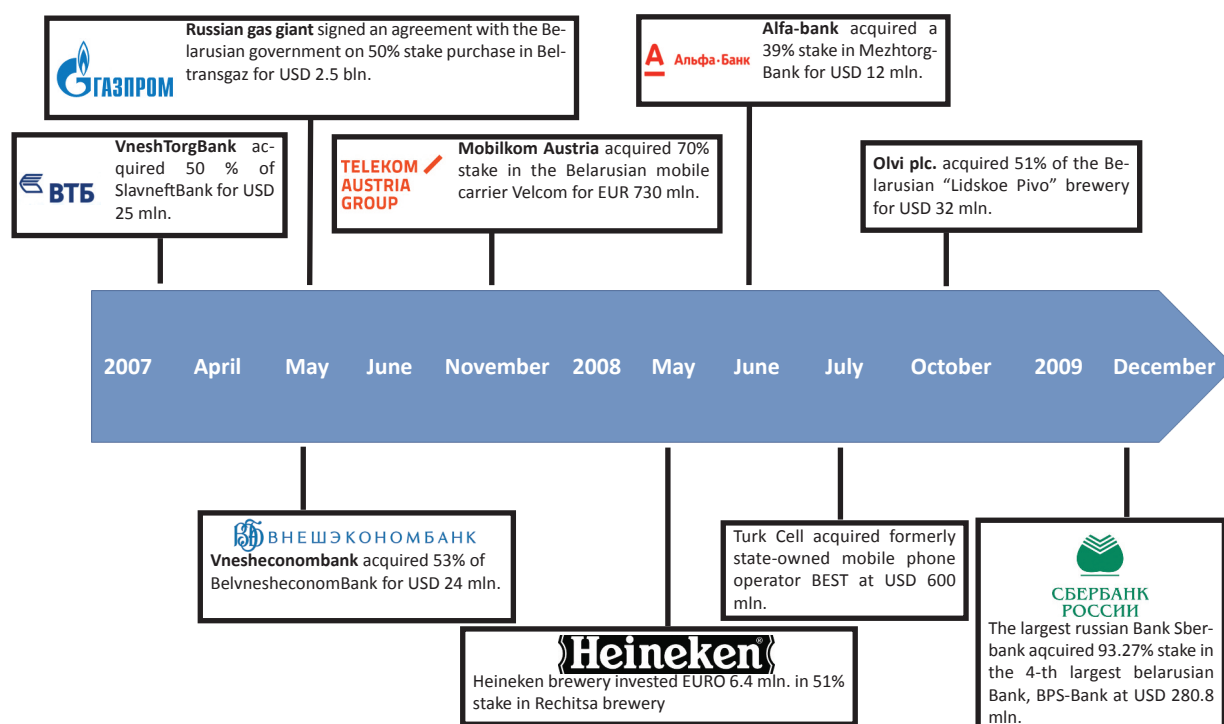 Russian gas giant signed an agreement with the Be-
larusian government on 50% stake purchase in Bel-
transgaz for USD 2.5 bln.
ГАЗПРОМ
Альфа·Банк
Alfa-bank acquired a
39% stake in Mezhtorg-
Bank for USD 12 mln.
ВТБ
VneshTorgBank ac-
quired 50 % of
SlavneftBank for USD
25 mln.
TELEKOM
AUSTRIA
GROUP
Mobilkom Austria acquired 70%
stake in the Belarusian mobile
carrier Velcom for EUR 730 mln.
Olvi plc. acquired 51% of the Be-
larusian “Lidskoe Pivo” brewery
for USD 32 mln.
2007 April May June November 2008 May June July October 2009 December
ВНЕШЭКОНОМБАНК
Vnesheconombank acquired 53% of
BelvnesheconomBank for USD 24 mln.
Heineken
Heineken brewery invested EURO 6.4 mln. in 51%
stake in Rechitsa brewery
Turk Cell acquired formerly
state-owned mobile phone
operator BEST at USD 600
mln.
СБЕРБАНК
РОССИИ
The largest russian Bank Sber-
bank aqcuired 93.27% stake in
the 4-th largest belarusian
Bank, BPS-Bank at USD 280.8
mln.